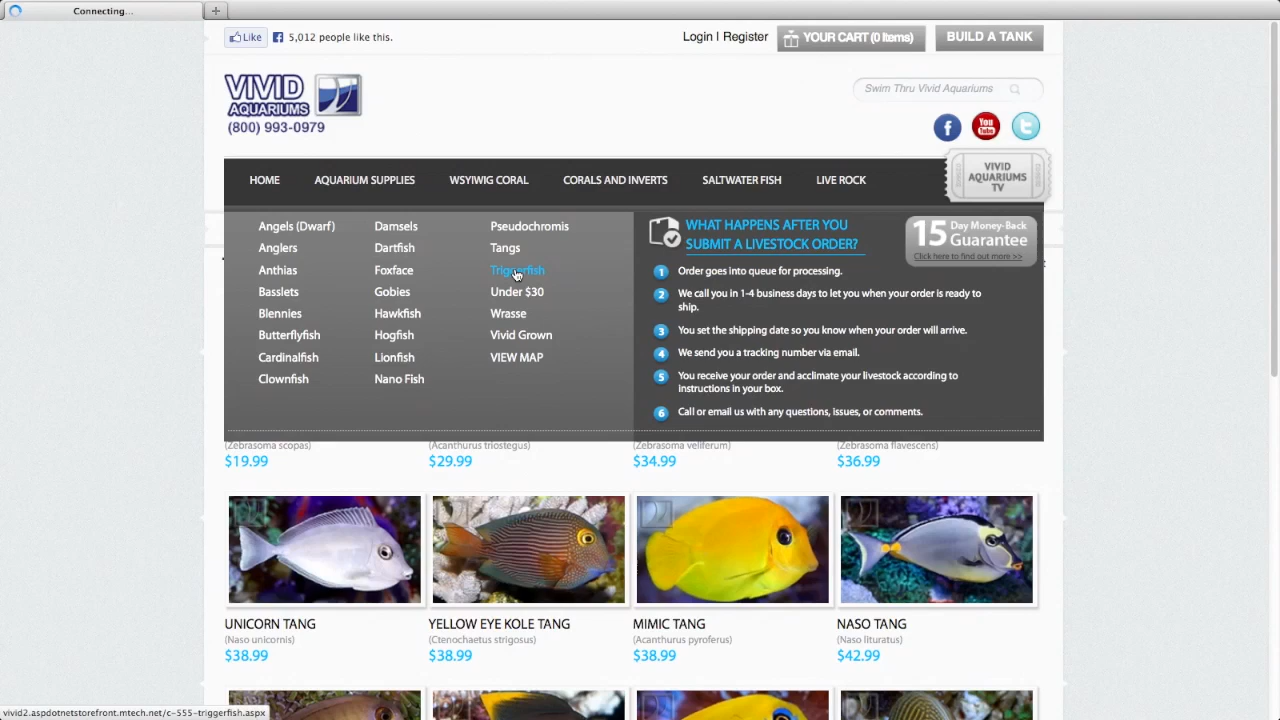 Connecting...
Like
5,012 people like this.
Login | Register
YOUR CART (0 Items)
BUILD A TANK
VIVID
AQUARIUMS
(800) 993-0979
Swim Thru Vivid Aquariums
You
Tube
HOME
AQUARIUM SUPPLIES
WSYIWIG CORAL
CORALS AND INVERTS
SALTWATER FISH
LIVE ROCK
VIVID
AQUARIUMS
TV
Angels (Dwarf)
Anglers
Anthias
Basslets
Blennies
Butterflyfish
Cardinalfish
Clownfish
Damsels
Dartfish
Foxface
Gobies
Hawkfish
Hogfish
Lionfish
Nano Fish
Pseudochromis
Tangs
Triggerfish
Under $30
Wrasse
Vivid Grown
VIEW MAP
WHAT HAPPENS AFTER YOU
SUBMIT A LIVESTOCK ORDER?
15 Day Money-Back
Guarantee
Click here to find out more >>
1 Order goes into queue for processing.
2 We call you in 1-4 business days to let you when your order is ready to
ship.
3 You set the shipping date so you know when your order will arrive.
4 We send you a tracking number via email.
5 You receive your order and acclimate your livestock according to
instructions in your box.
6 Call or email us with any questions, issues, or comments.
(Zebrasoma scopas)
$19.99
(Acanthurus triostegus)
$29.99
(Zebrasoma veliferum)
$34.99
(Zebrasoma flavescens)
$36.99
UNICORN TANG
(Naso unicornis)
$38.99
YELLOW EYE KOLE TANG
(Ctenochaetus strigosus)
$38.99
MIMIC TANG
(Acanthurus pyroferus)
$38.99
NASO TANG
(Naso lituratus)
$42.99
vivid2.aspdotnetstorefront.mtech.net/c-555-triggerfish.aspx